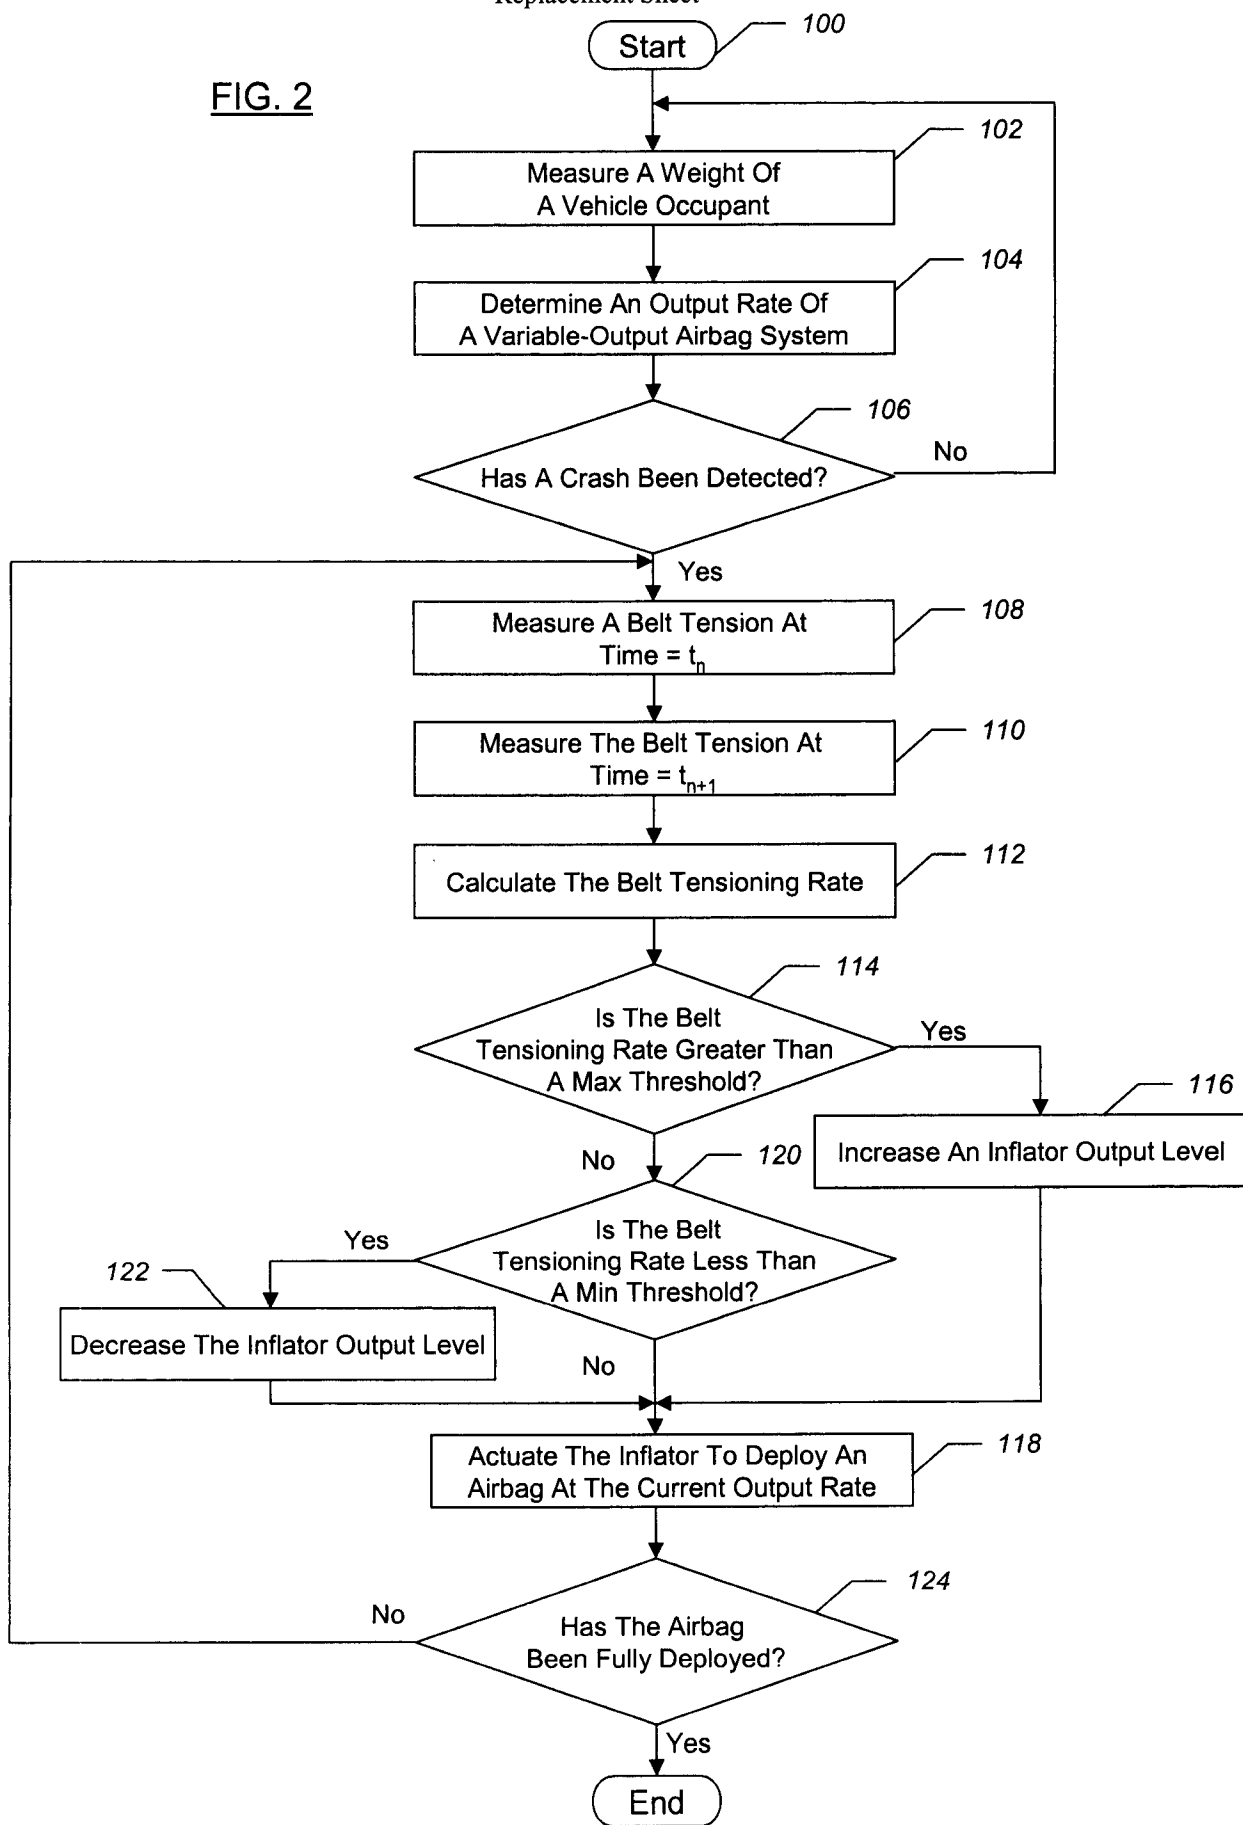 Replacement Sheet
Start
100
FIG. 2
102
Measure A Weight Of
A Vehicle Occupant
104
Determine An Output Rate Of
A Variable-Output Airbag System
106
Has A Crash Been Detected?
No
Yes
108
Measure A Belt Tension At
Time = tn
110
Measure The Belt Tension At
Time = tn+1
112
Calculate The Belt Tensioning Rate
114
Is The Belt
Tensioning Rate Greater Than
A Max Threshold?
Yes
116
Increase An Inflator Output Level
No
120
Is The Belt
Tensioning Rate Less Than
A Min Threshold?
Yes
122
Decrease The Inflator Output Level
No
118
Actuate The Inflator To Deploy An
Airbag At The Current Output Rate
124
Has The Airbag
Been Fully Deployed?
No
Yes
End